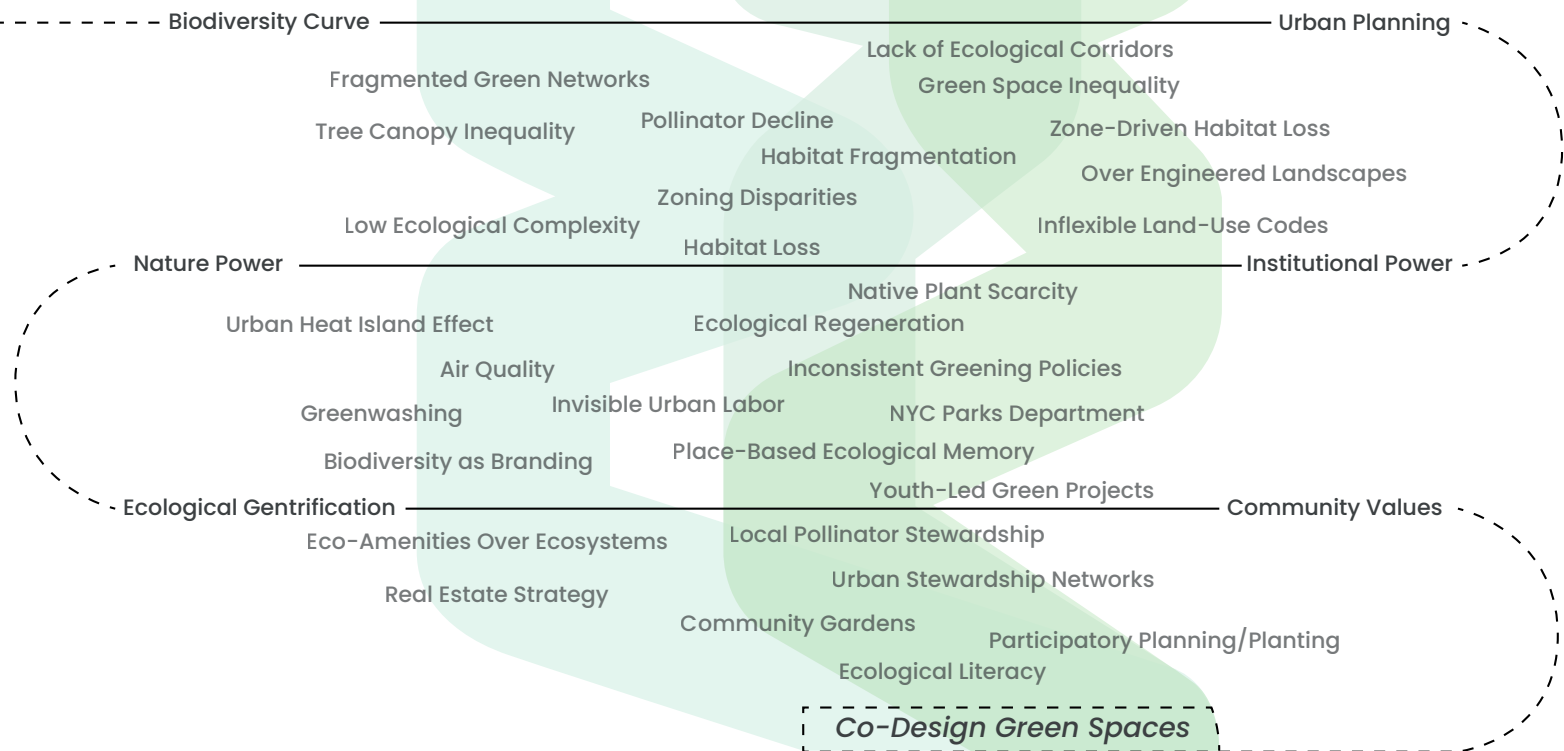 Biodiversity Curve
Urban Planning
Lack of Ecological Corridors
Fragmented Green Networks
Green Space Inequality
Pollinator Decline
Tree Canopy Inequality
Zone-Driven Habitat Loss
Habitat Fragmentation
Over Engineered Landscapes
Zoning Disparities
Low Ecological Complexity
Inflexible Land-Use Codes
Habitat Loss
Nature Power
Institutional Power
Native Plant Scarcity
Urban Heat Island Effect
Ecological Regeneration
Air Quality
Inconsistent Greening Policies
Invisible Urban Labor
Greenwashing
NYC Parks Department
Place-Based Ecological Memory
Biodiversity as Branding
Youth-Led Green Projects
Ecological Gentrification
Community Values
Local Pollinator Stewardship
Eco-Amenities Over Ecosystems
Urban Stewardship Networks
Real Estate Strategy
Community Gardens
Participatory Planning/Planting
Ecological Literacy
Co-Design Green Spaces